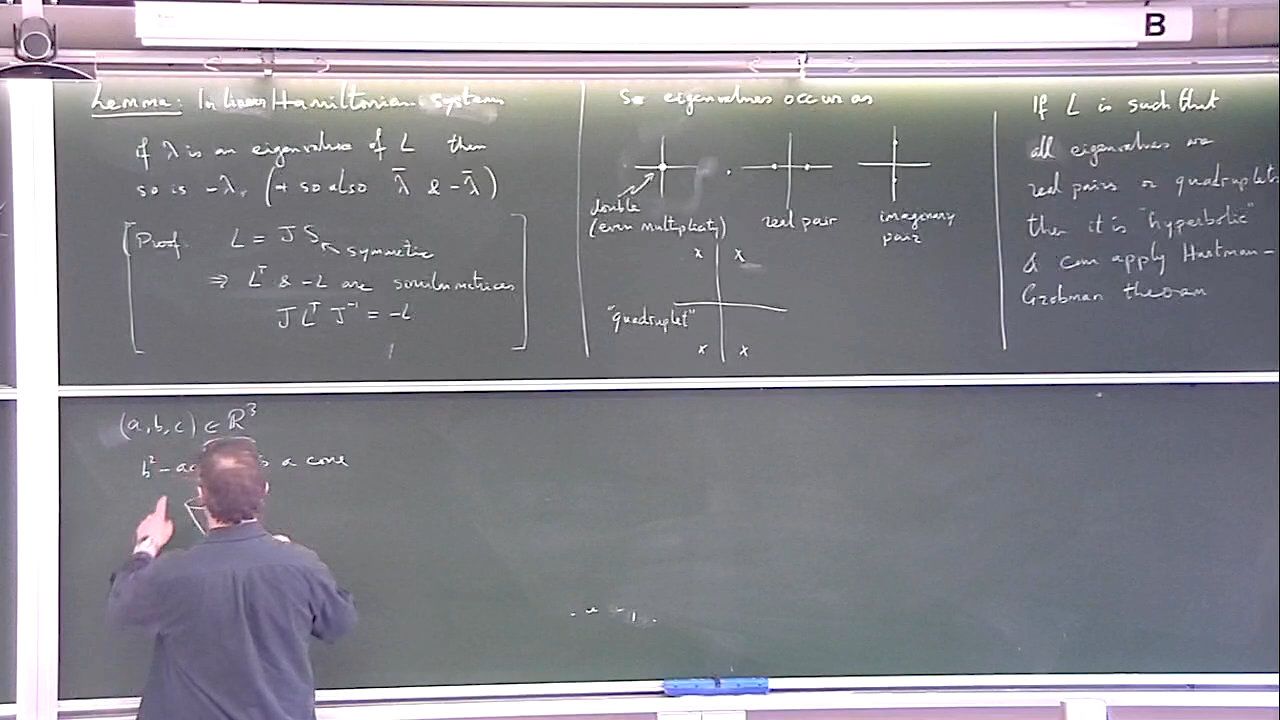 B
Lemma: In linear Hamiltonian systems
if λ is an eigenvalue of L then
so is -λ. (+ so also λ̄ & -λ̄)
[Proof L = J S
symmetric
⇒ Lᵀ & -L are similar matrices
J Lᵀ J⁻¹ = -L
So eigenvalues occur as
double
(even multiplicity)
real pair
imaginary
pair
"quadruplet"
If L is such that
all eigenvalues are
real pairs or quadruplets
then it is "hyperbolic"
& can apply Hartman-
Grobman theorem
(a,b,c) ∈ ℝ³
b² - ac
a cone